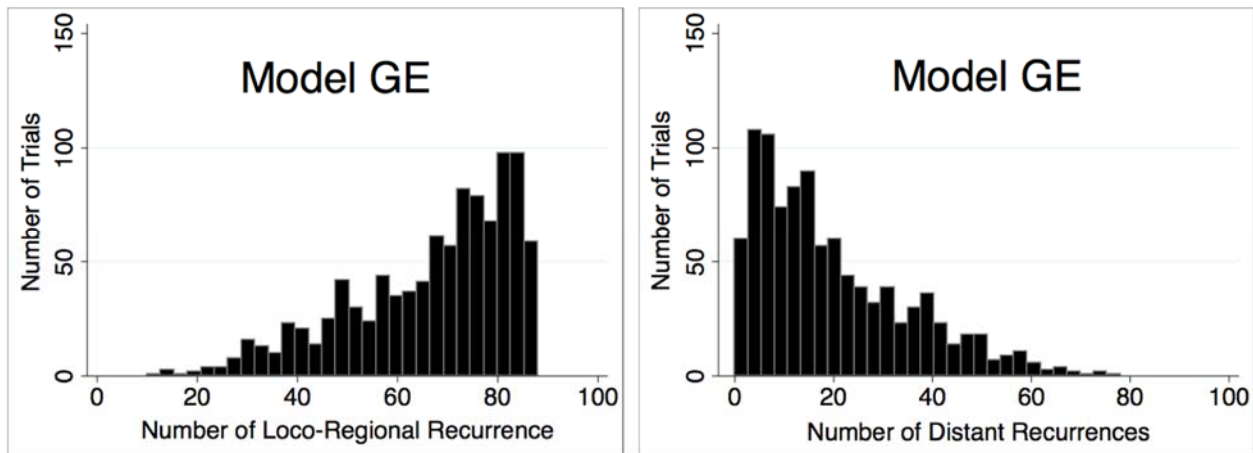 Model GE
Number of Trials
150
100
50
0
0 20 40 60 80 100
Number of Loco-Regional Recurrence
Model GE
Number of Trials
150
100
50
0
0 20 40 60 80 100
Number of Distant Recurrences